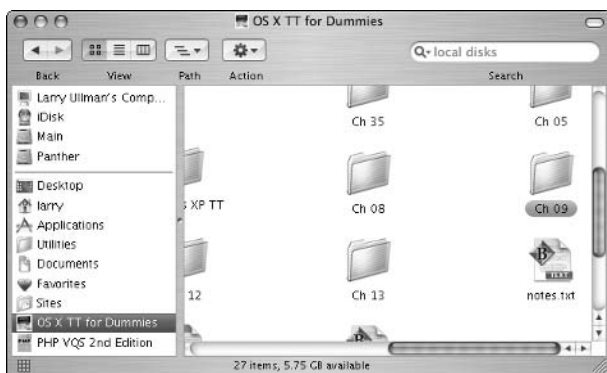 OS X TT for Dummies
local disks
Back View Path Action Search
Larry Ullman's Comp...
iDisk
Main
Panther
Desktop
larry
Applications
Utilities
Documents
Favorites
Sites
OS X TT for Dummies
PHP PHP VQS 2nd Edition
Ch 35 Ch 05
XP TT Ch 08 Ch 09
B TEXT
12 Ch 13 notes.txt
27 items, 5.75 GB available